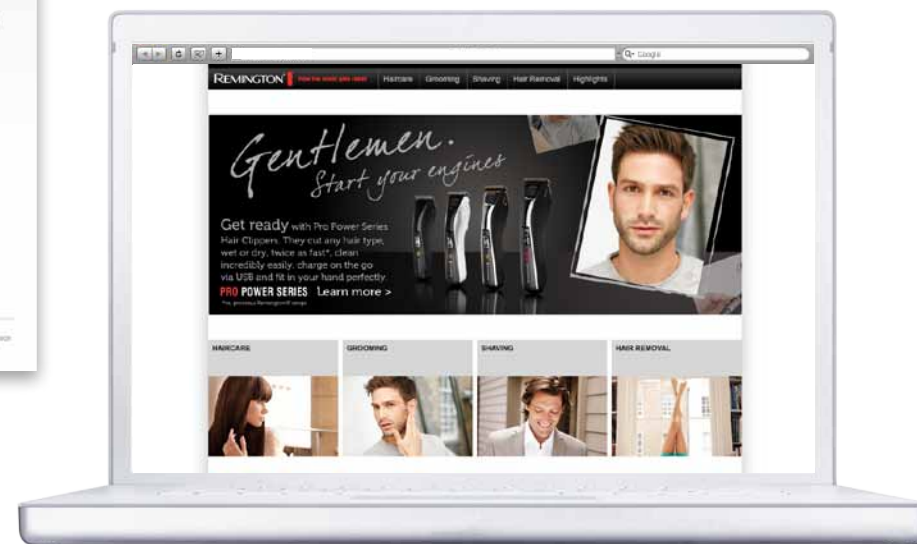 Google
REMINGTON
Haircare Grooming Shaving Hair Removal Highlights
Gentlemen.
Start your engines
Get ready with Pro Power Series
Hair Clippers. They cut any hair type,
wet or dry, twice as fast*, clean
incredibly easily, charge on the go
via USB and fit in your hand perfectly.
PRO POWER SERIES Learn more >
HAIRCARE GROOMING SHAVING HAIR REMOVAL